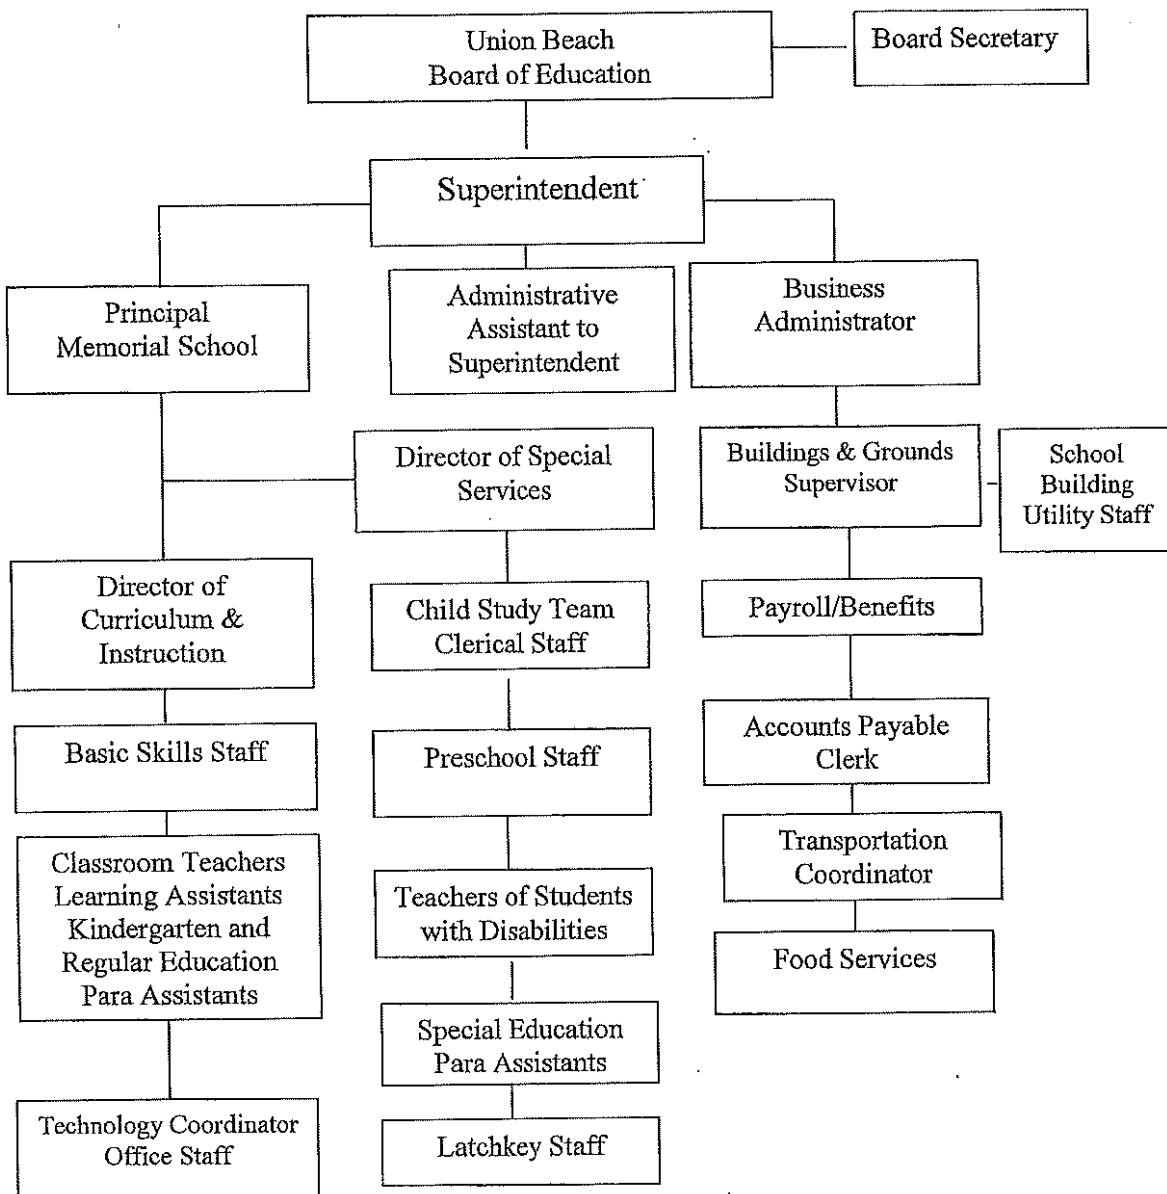 Union Beach
Board of Education
Board Secretary
Superintendent
Principal
Memorial School
Administrative
Assistant to
Superintendent
Business
Administrator
Director of Special
Services
Buildings & Grounds
Supervisor
School
Building
Utility Staff
Director of
Curriculum &
Instruction
Child Study Team
Clerical Staff
Payroll/Benefits
Basic Skills Staff
Preschool Staff
Accounts Payable
Clerk
Classroom Teachers
Learning Assistants
Kindergarten and
Regular Education
Para Assistants
Teachers of Students
with Disabilities
Transportation
Coordinator
Food Services
Special Education
Para Assistants
Technology Coordinator
Office Staff
Latchkey Staff